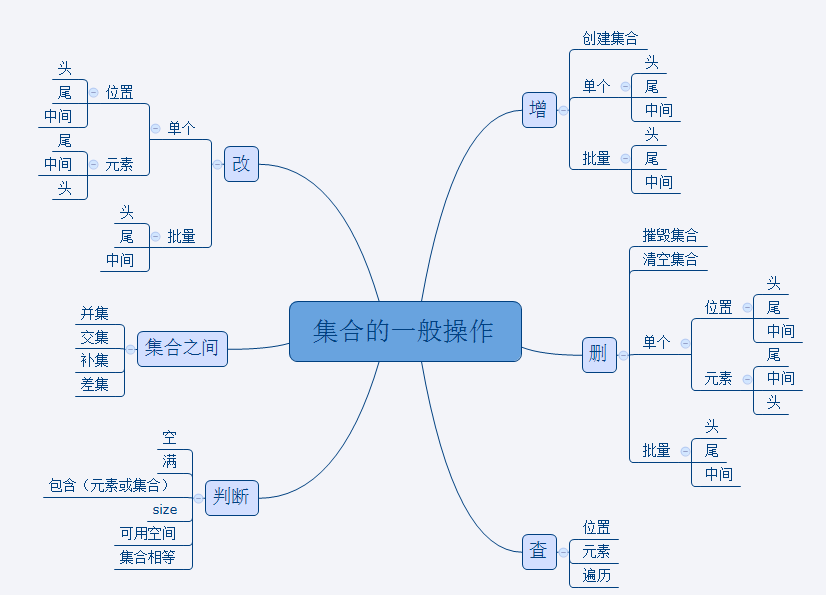 集合的一般操作
增
创建集合
单个
头
尾
中间
批量
头
尾
中间
删
摧毁集合
清空集合
单个
位置
头
尾
中间
元素
尾
中间
头
批量
头
尾
中间
查
位置
元素
遍历
改
单个
位置
头
尾
中间
元素
尾
中间
头
批量
头
尾
中间
集合之间
并集
交集
补集
差集
判断
空
满
包含（元素或集合）
size
可用空间
集合相等